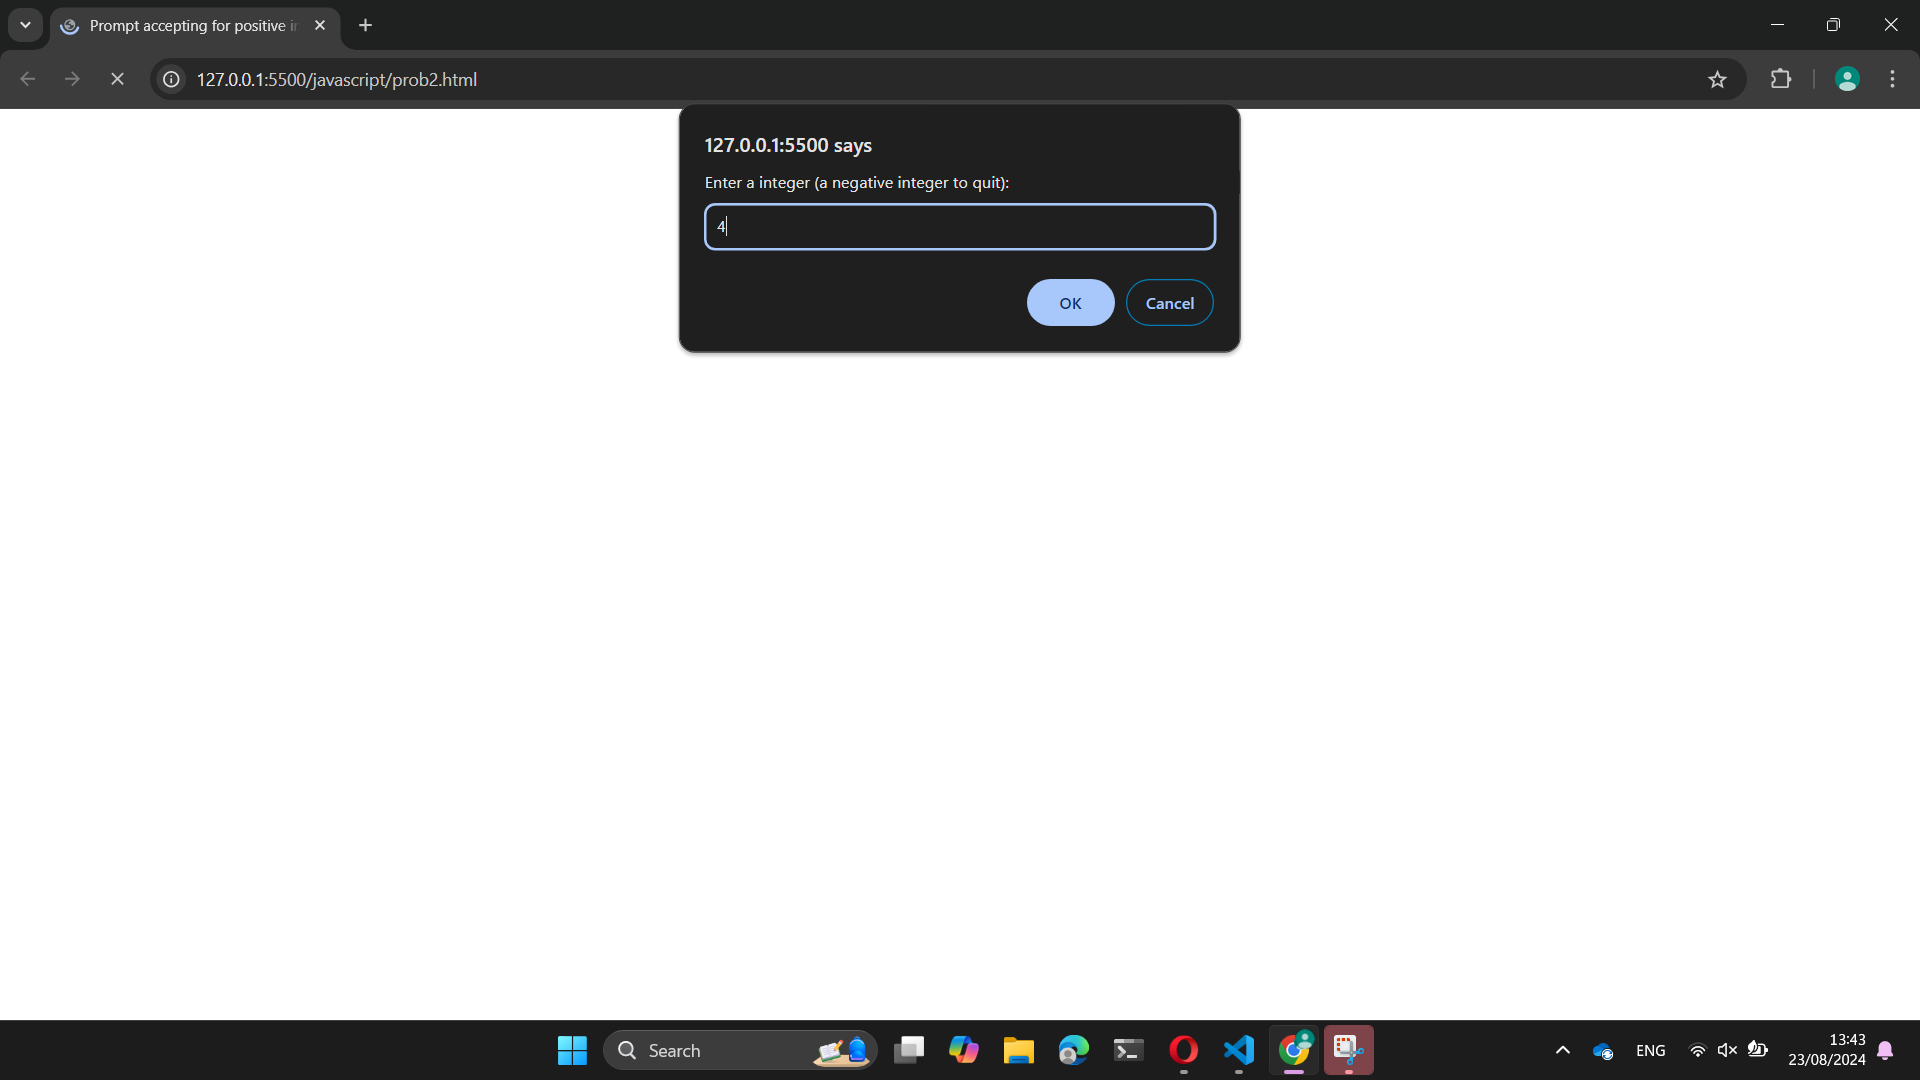 Prompt accepting for positive i
127.0.0.1:5500/javascript/prob2.html
127.0.0.1:5500 says
Enter a integer (a negative integer to quit):
4
OK
Cancel
Search
ENG
13:43
23/08/2024